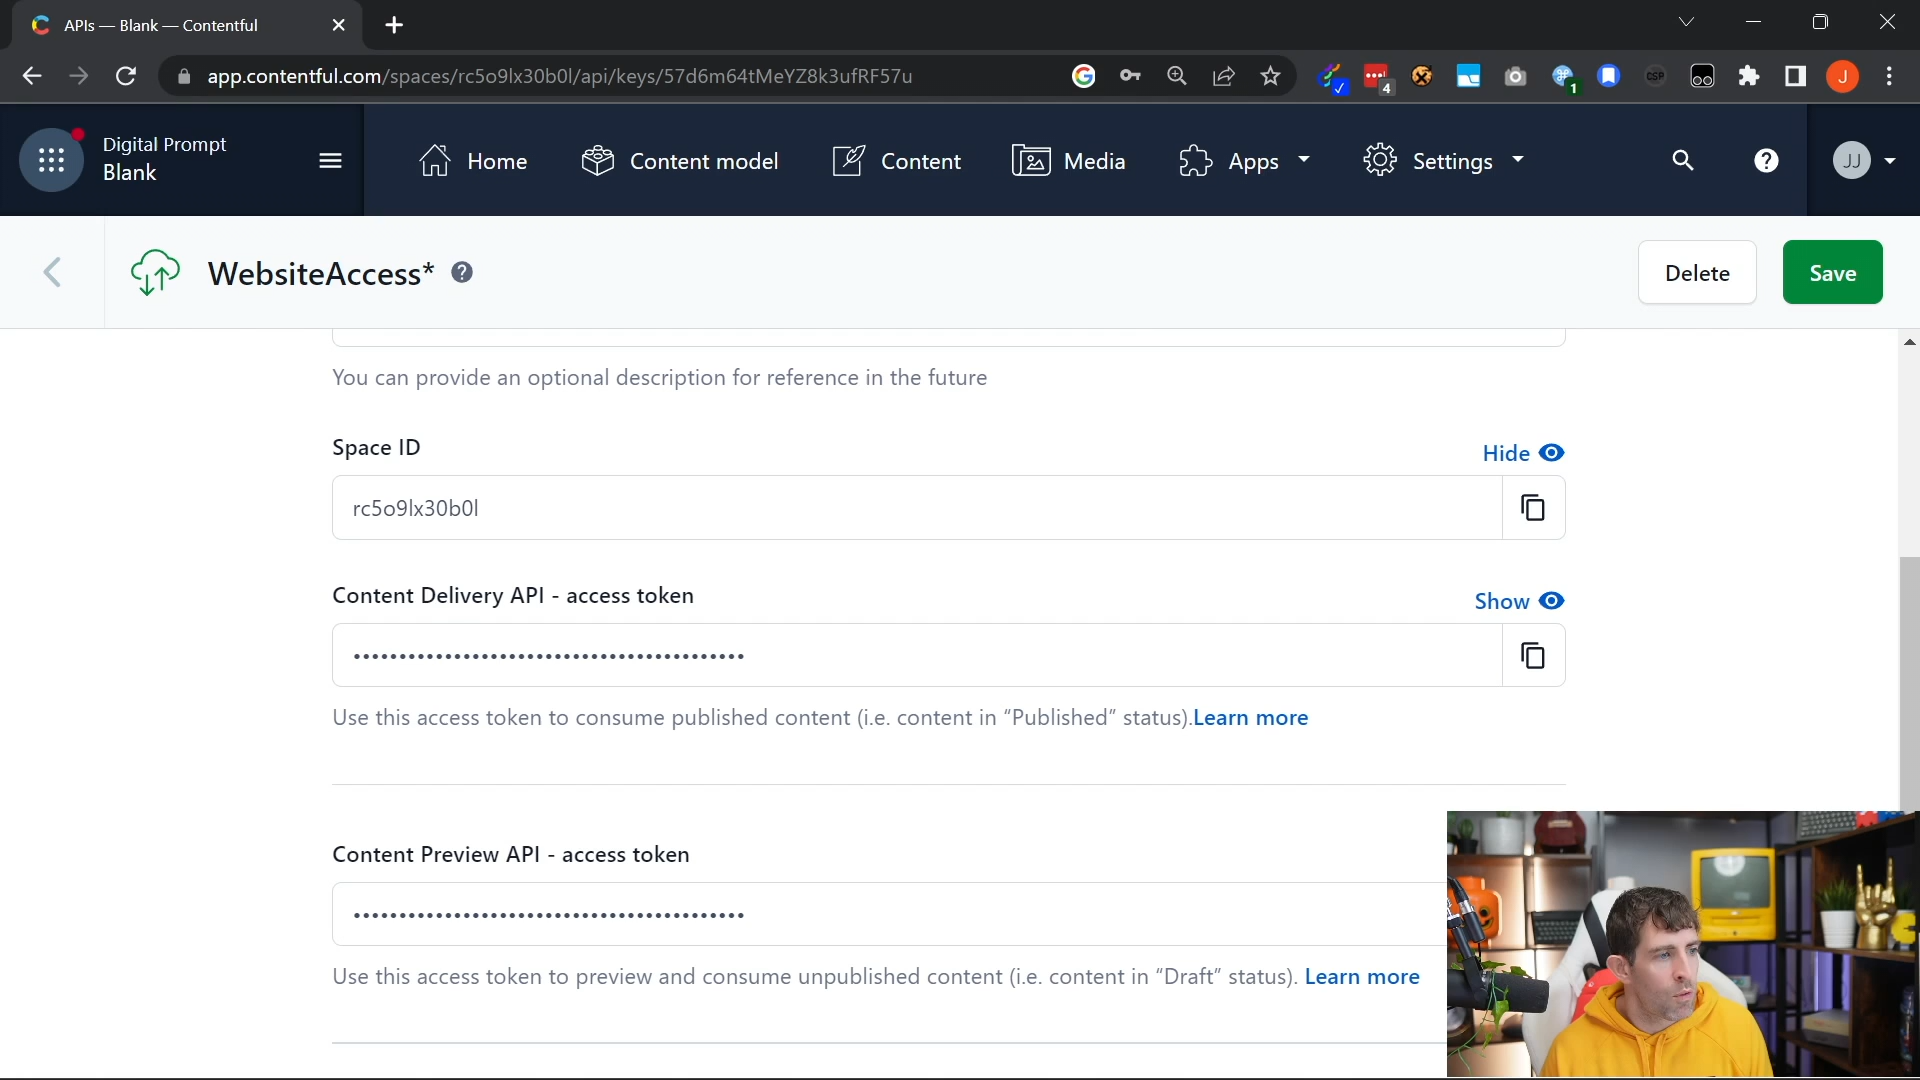 APIs — Blank — Contentful
app.contentful.com/spaces/rc5o9lx30b0l/api/keys/57d6m64tMeYZ8k3ufRF57u
4
CSP
1
J
Digital Prompt
Blank
Home
Content model
Content
Media
Apps
Settings
JJ
WebsiteAccess*
Delete
Save
You can provide an optional description for reference in the future
Space ID
Hide
rc5o9lx30b0l
Content Delivery API - access token
Show
Use this access token to consume published content (i.e. content in “Published” status).Learn more
Content Preview API - access token
Use this access token to preview and consume unpublished content (i.e. content in “Draft” status). Learn more